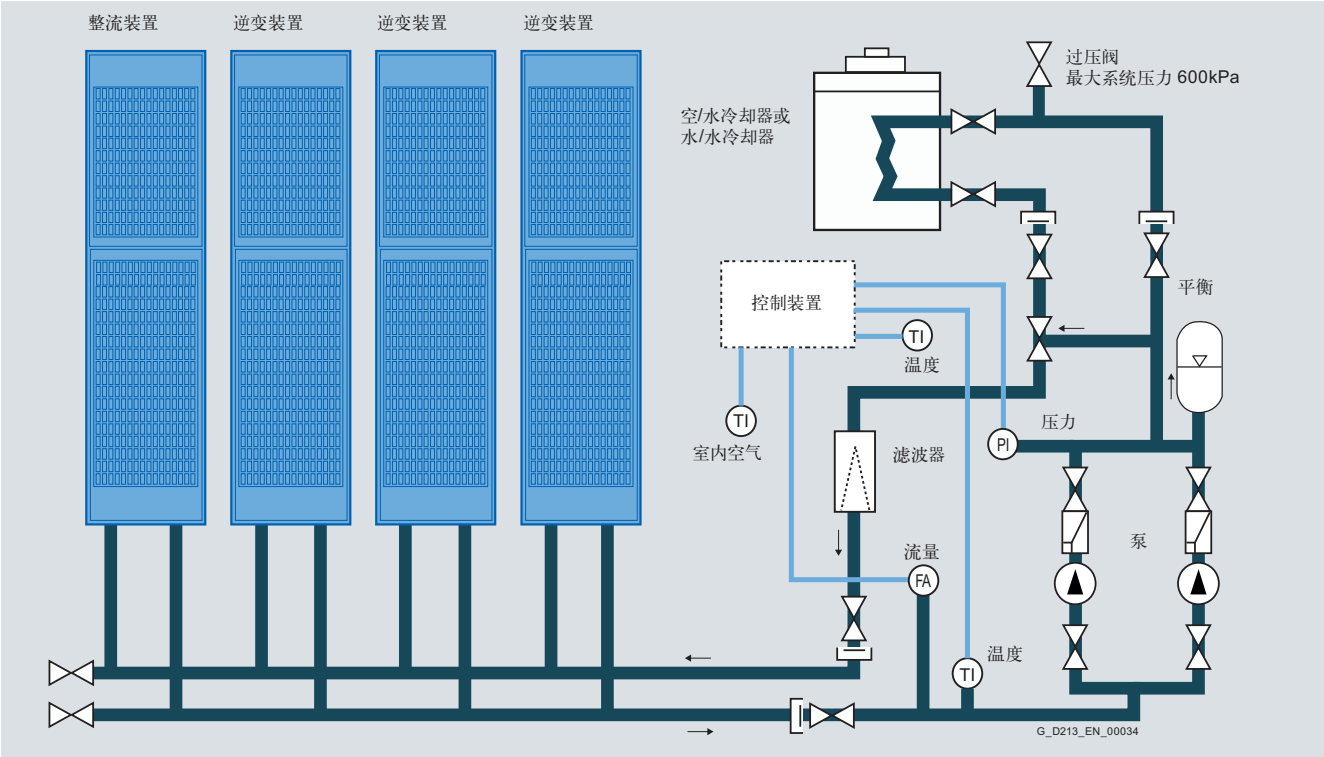 整流装置
逆变装置
逆变装置
逆变装置
过压阀
最大系统压力 600kPa
空/水冷却器或
水/水冷却器
平衡
控制装置
TI
温度
TI
室内空气
压力
PI
滤波器
泵
流量
FA
温度
TI
G_D213_EN_00034